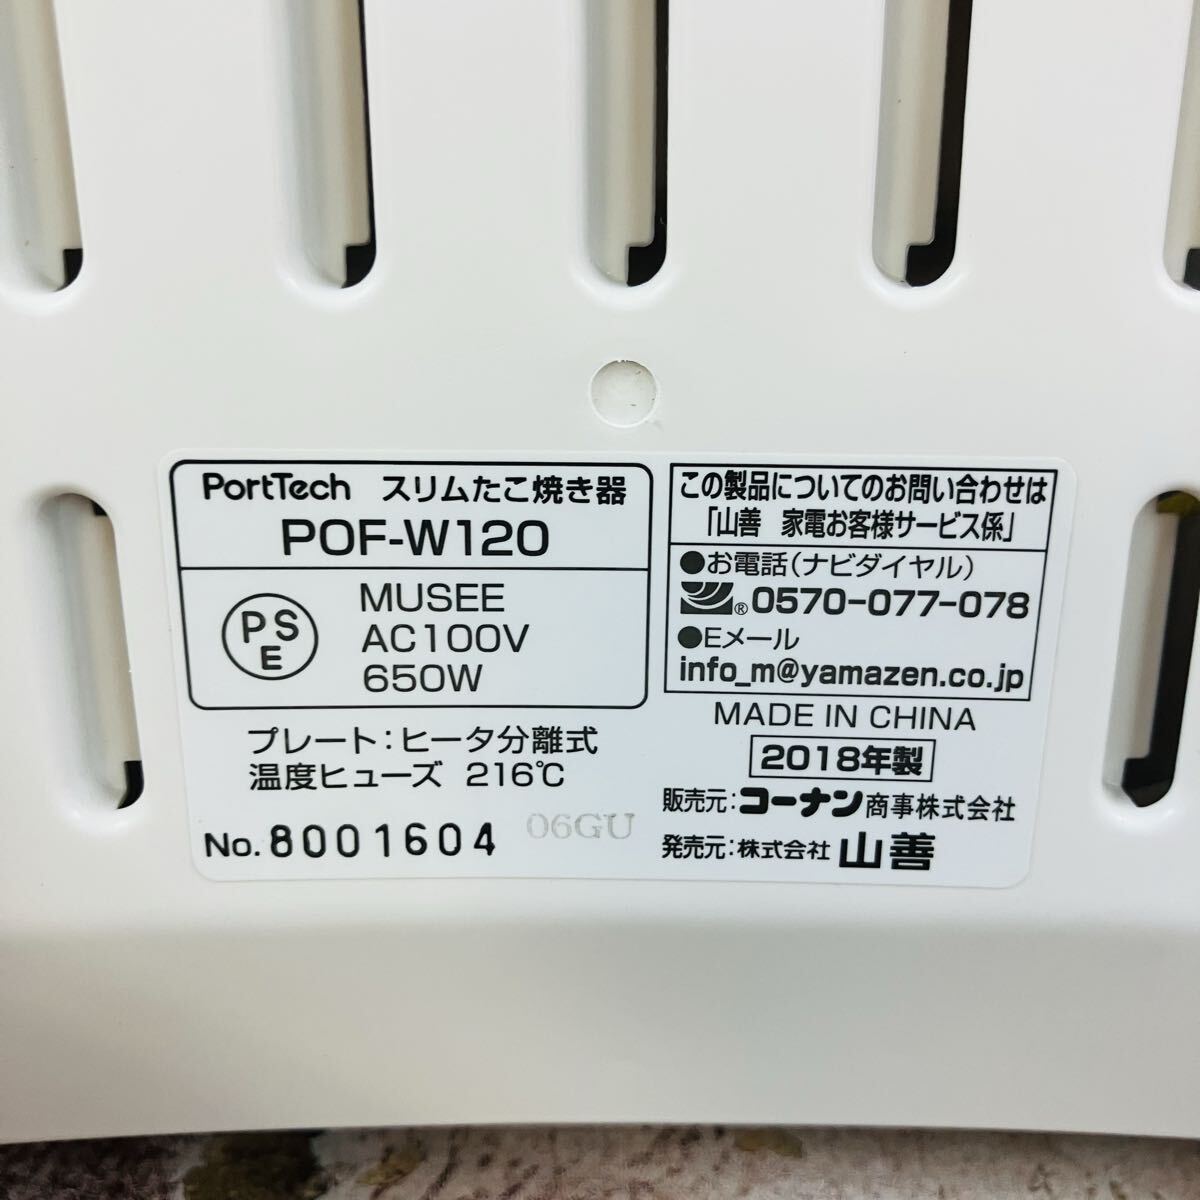 PortTech スリムたこ焼き器
POF-W120
PSE
MUSEE
AC100V
650W
プレート:ヒータ分離式
温度ヒューズ 216℃
No. 8001604 06GU
この製品についてのお問い合わせは
「山善 家電お客様サービス係」
●お電話(ナビダイヤル)
® 0570-077-078
●Eメール
info_m@yamazen.co.jp
MADE IN CHINA
2018年製
販売元:コーナン商事株式会社
発売元:株式会社 山善